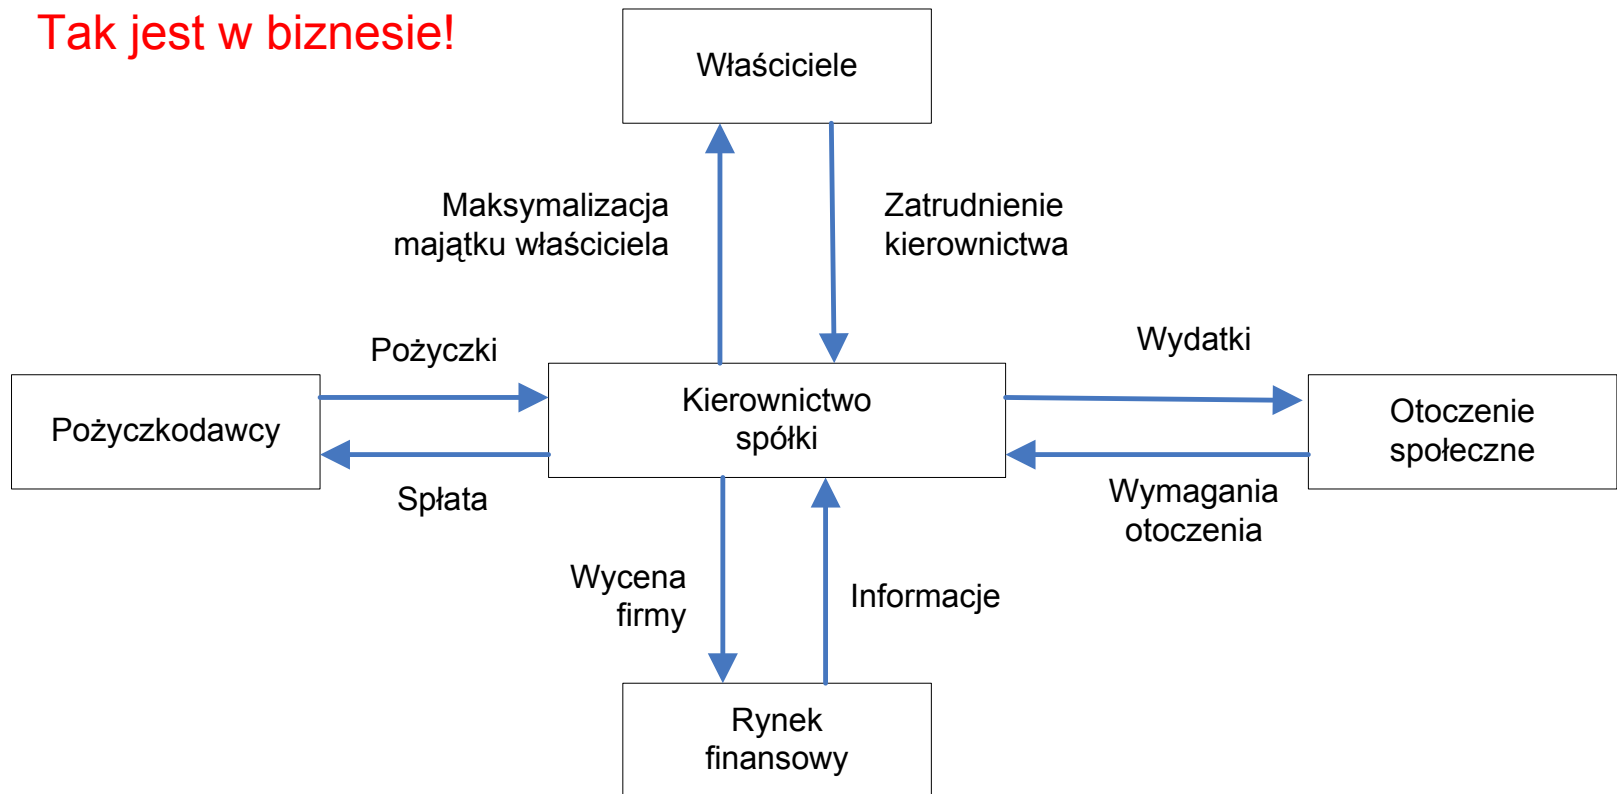 Tak jest w biznesie!
Właściciele
Maksymalizacja
majątku właściciela
Zatrudnienie
kierownictwa
Pożyczki
Wydatki
Pożyczkodawcy
Kierownictwo
spółki
Otoczenie
społeczne
Spłata
Wymagania
otoczenia
Wycena
firmy
Informacje
Rynek
finansowy